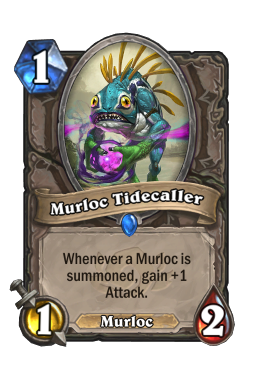 1
Murloc Tidecaller
Whenever a Murloc is
summoned, gain +1
Attack.
1
Murloc
2